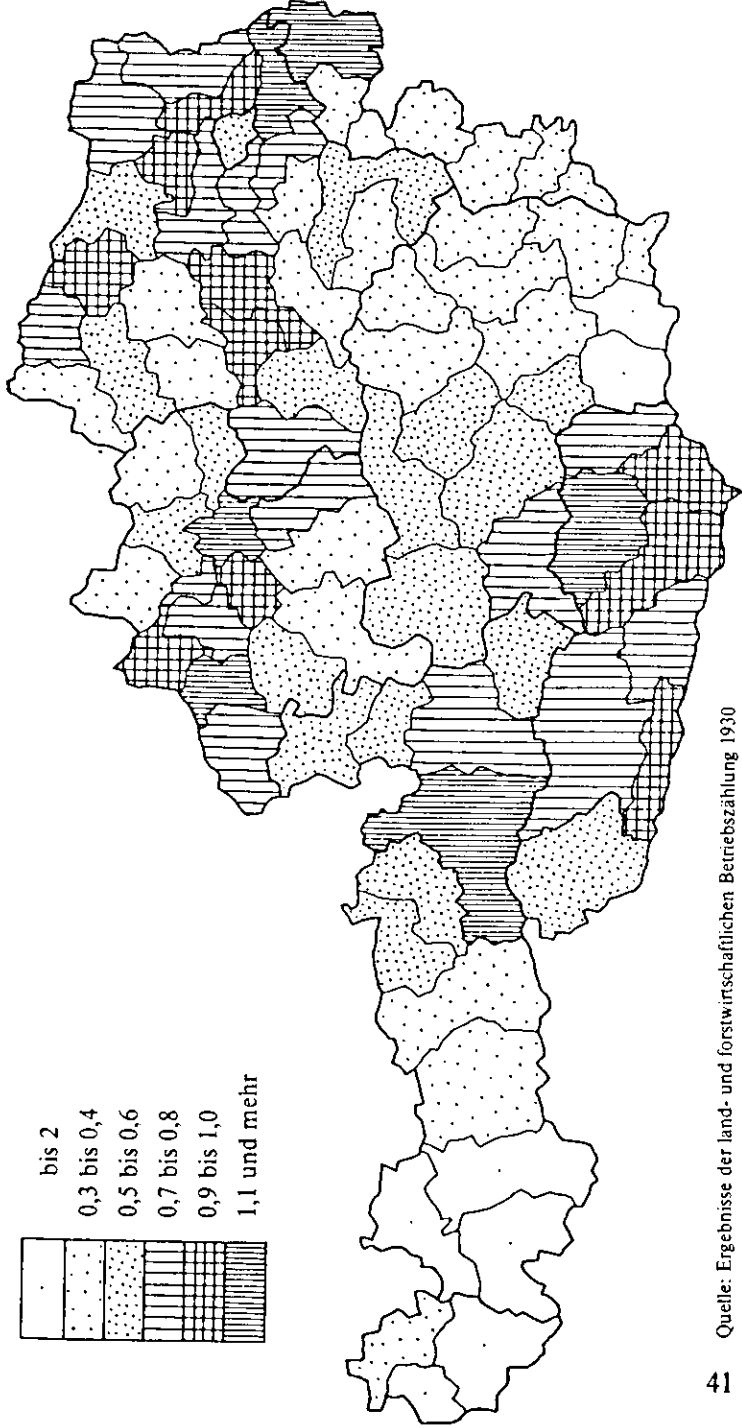 bis 2
0,3 bis 0,4
0,5 bis 0,6
0,7 bis 0,8
0,9 bis 1,0
1,1 und mehr
Quelle: Ergebnisse der land- und forstwirtschaftlichen Betriebszählung 1930
41